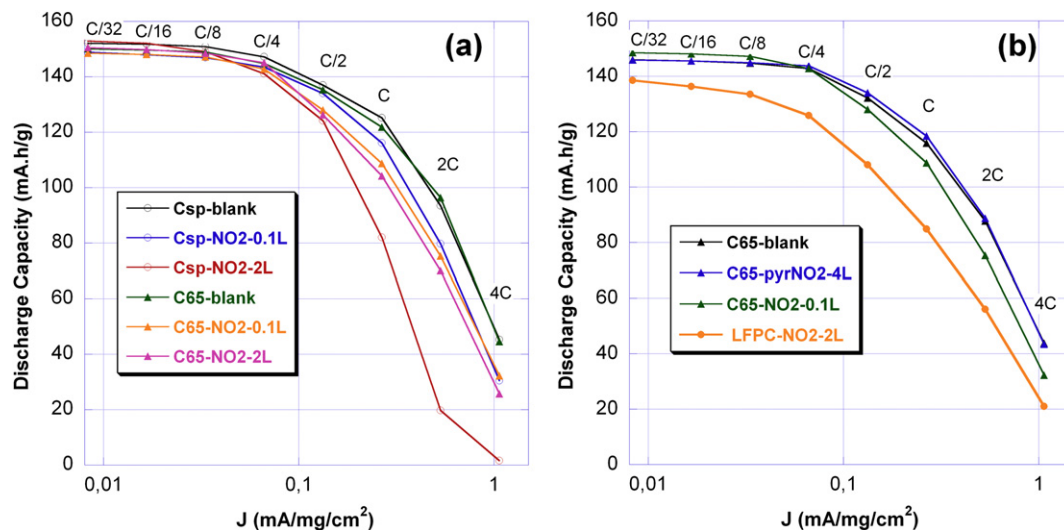 160
140
120
100
80
60
40
20
0
Discharge Capacity (mA.h/g)
C/32
C/16
C/8
C/4
C/2
C
2C
4C
(a)
Csp-blank
Csp-NO2-0.1L
Csp-NO2-2L
C65-blank
C65-NO2-0.1L
C65-NO2-2L
0,01
0,1
1
J (mA/mg/cm²)
160
140
120
100
80
60
40
20
0
Discharge Capacity (mA.h/g)
C/32
C/16
C/8
C/4
C/2
C
2C
4C
(b)
C65-blank
C65-pyrNO2-4L
C65-NO2-0.1L
LFPC-NO2-2L
0,01
0,1
1
J (mA/mg/cm²)